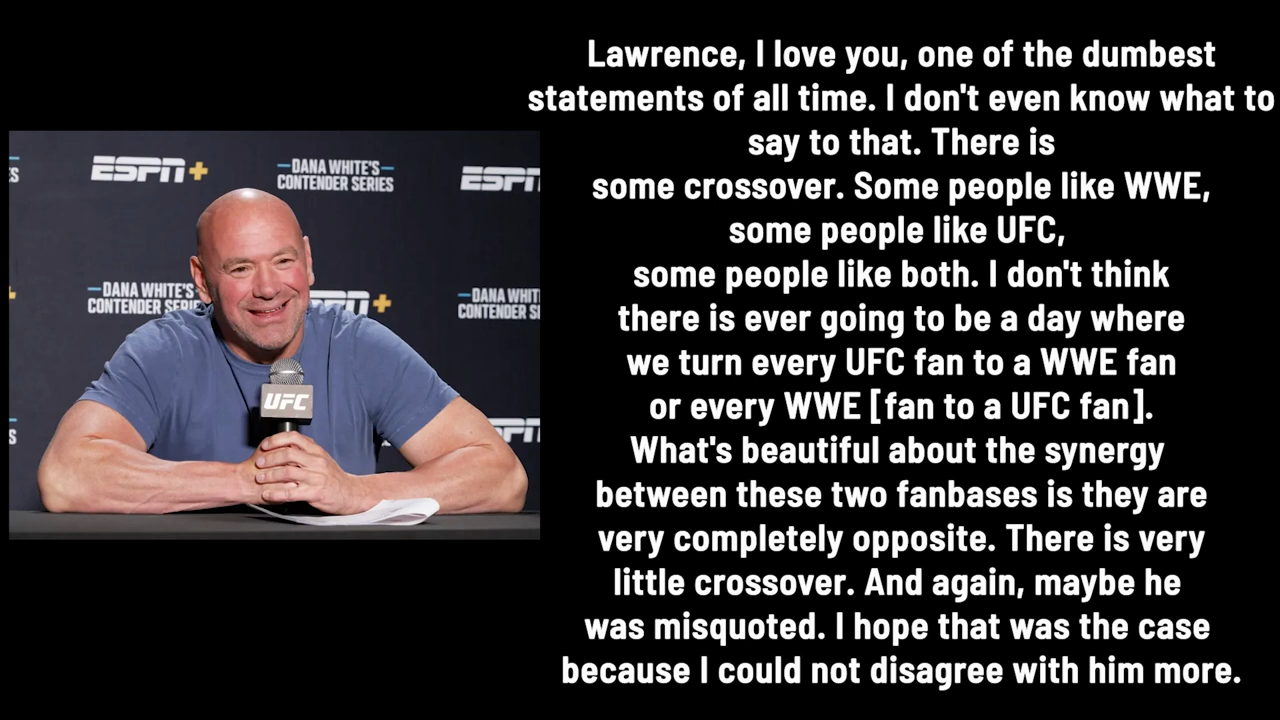 ESPN+
DANA WHITE'S
CONTENDER SERIES
ESPN
S
DANA WHITE'S
CONTENDER SERIE
+
DANA WHIT
CONTENDER S
UFC
S
Lawrence, I love you, one of the dumbest
statements of all time. I don't even know what to
say to that. There is
some crossover. Some people like WWE,
some people like UFC,
some people like both. I don't think
there is ever going to be a day where
we turn every UFC fan to a WWE fan
or every WWE [fan to a UFC fan].
What's beautiful about the synergy
between these two fanbases is they are
very completely opposite. There is very
little crossover. And again, maybe he
was misquoted. I hope that was the case
because I could not disagree with him more.